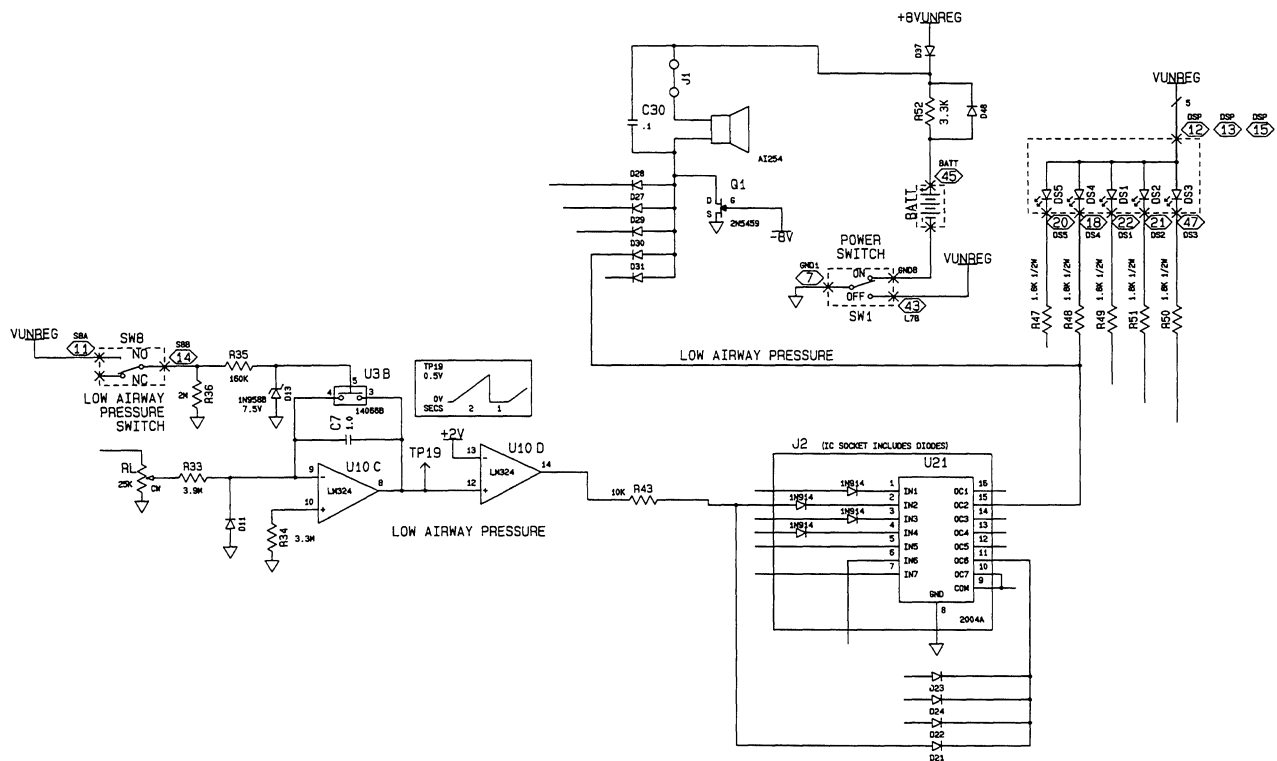 +8VUNREG
D37
J1
C30
.1
R52
3.3K
D48
AI254
VUNREG
5
DSP
12
DSP
13
DSP
15
D28
D27
D29
D30
D31
Q1
D
G
S
2N5459
-8V
BATT
45
BATT
DS5
DS4
DS1
DS2
DS3
20
18
22
21
47
DS5
DS4
DS1
DS2
DS3
POWER
SWITCH
GND1
7
ON
GND8
OFF
SW1
43
L7B
VUNREG
R47 1.8K 1/2W
R48 1.8K 1/2W
R49 1.8K 1/2W
R51 1.8K 1/2W
R50 1.8K 1/2W
LOW AIRWAY PRESSURE
VUNREG
S8A
11
SW8
NO
NC
S8B
14
LOW AIRWAY
PRESSURE
SWITCH
R36
2M
R35
160K
D13
1N958B
7.5V
U3B
5
4
3
14066B
C7
1.0
TP19
0.5V
0V
SECS 2 1
RL
25K
CW
R33
3.9M
D11
9
10
U10C
LM324
8
R34
3.3M
TP19
+2V
13
12
U10D
LM324
14
LOW AIRWAY PRESSURE
10K R43
J2 (IC SOCKET INCLUDES DIODES)
U21
1N914
1N914
1N914
1N914
1 IN1 OC1 16
2 IN2 OC2 15
3 IN3 OC3 14
4 IN4 OC4 13
5 IN5 OC5 12
6 IN6 OC6 11
7 IN7 OC7 10
COM 9
GND
8
2004A
D23
D24
D22
D21